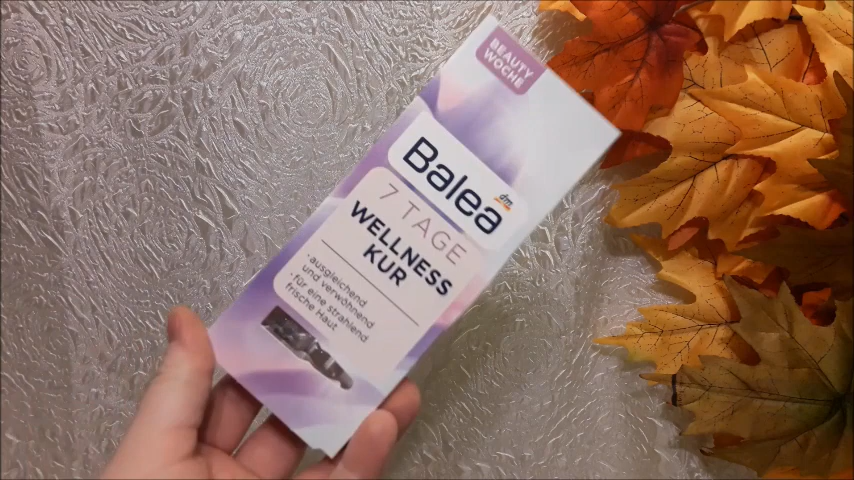 BEAUTY
WOCHE
Balea
dm
7 TAGE
WELLNESS
KUR
· ausgleichend
und verwöhnend
· für eine strahlend
frische Haut